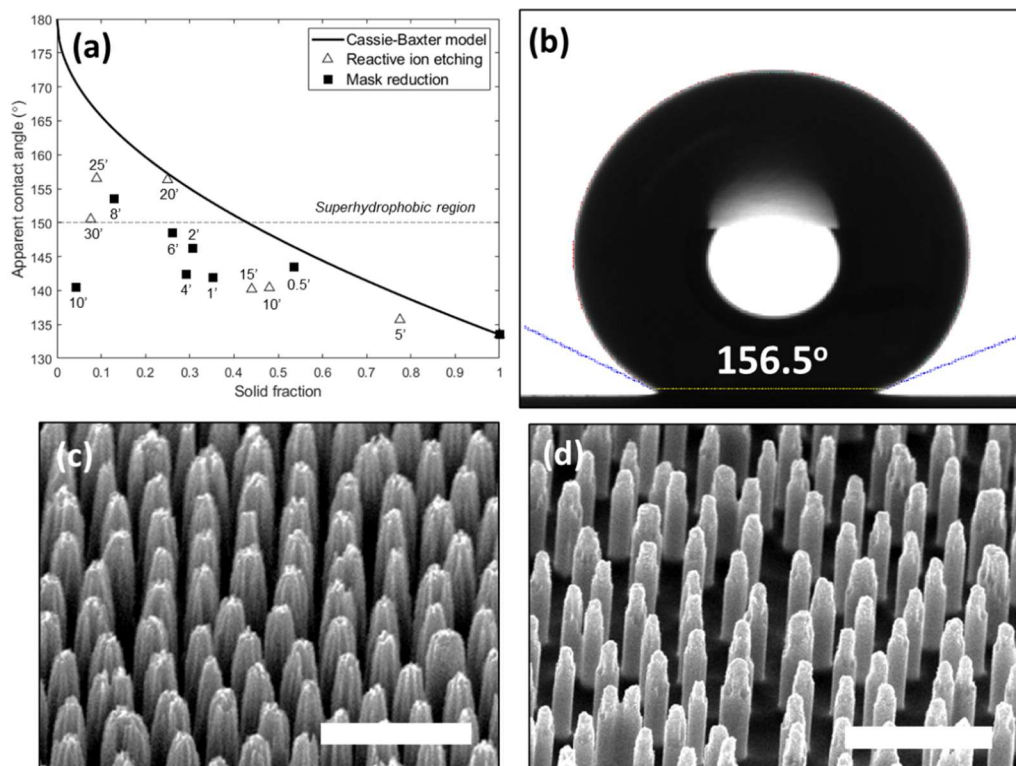 (a)
Cassie-Baxter model
Reactive ion etching
Mask reduction
Apparent contact angle (°)
180
175
170
165
160
155
150
145
140
135
130
25’
20’
8’
30’
Superhydrophobic region
6’
2’
4’
1’
15’
10’
0.5’
10’
5’
0 0.1 0.2 0.3 0.4 0.5 0.6 0.7 0.8 0.9 1
Solid fraction
(b)
156.5º
(c)
(d)